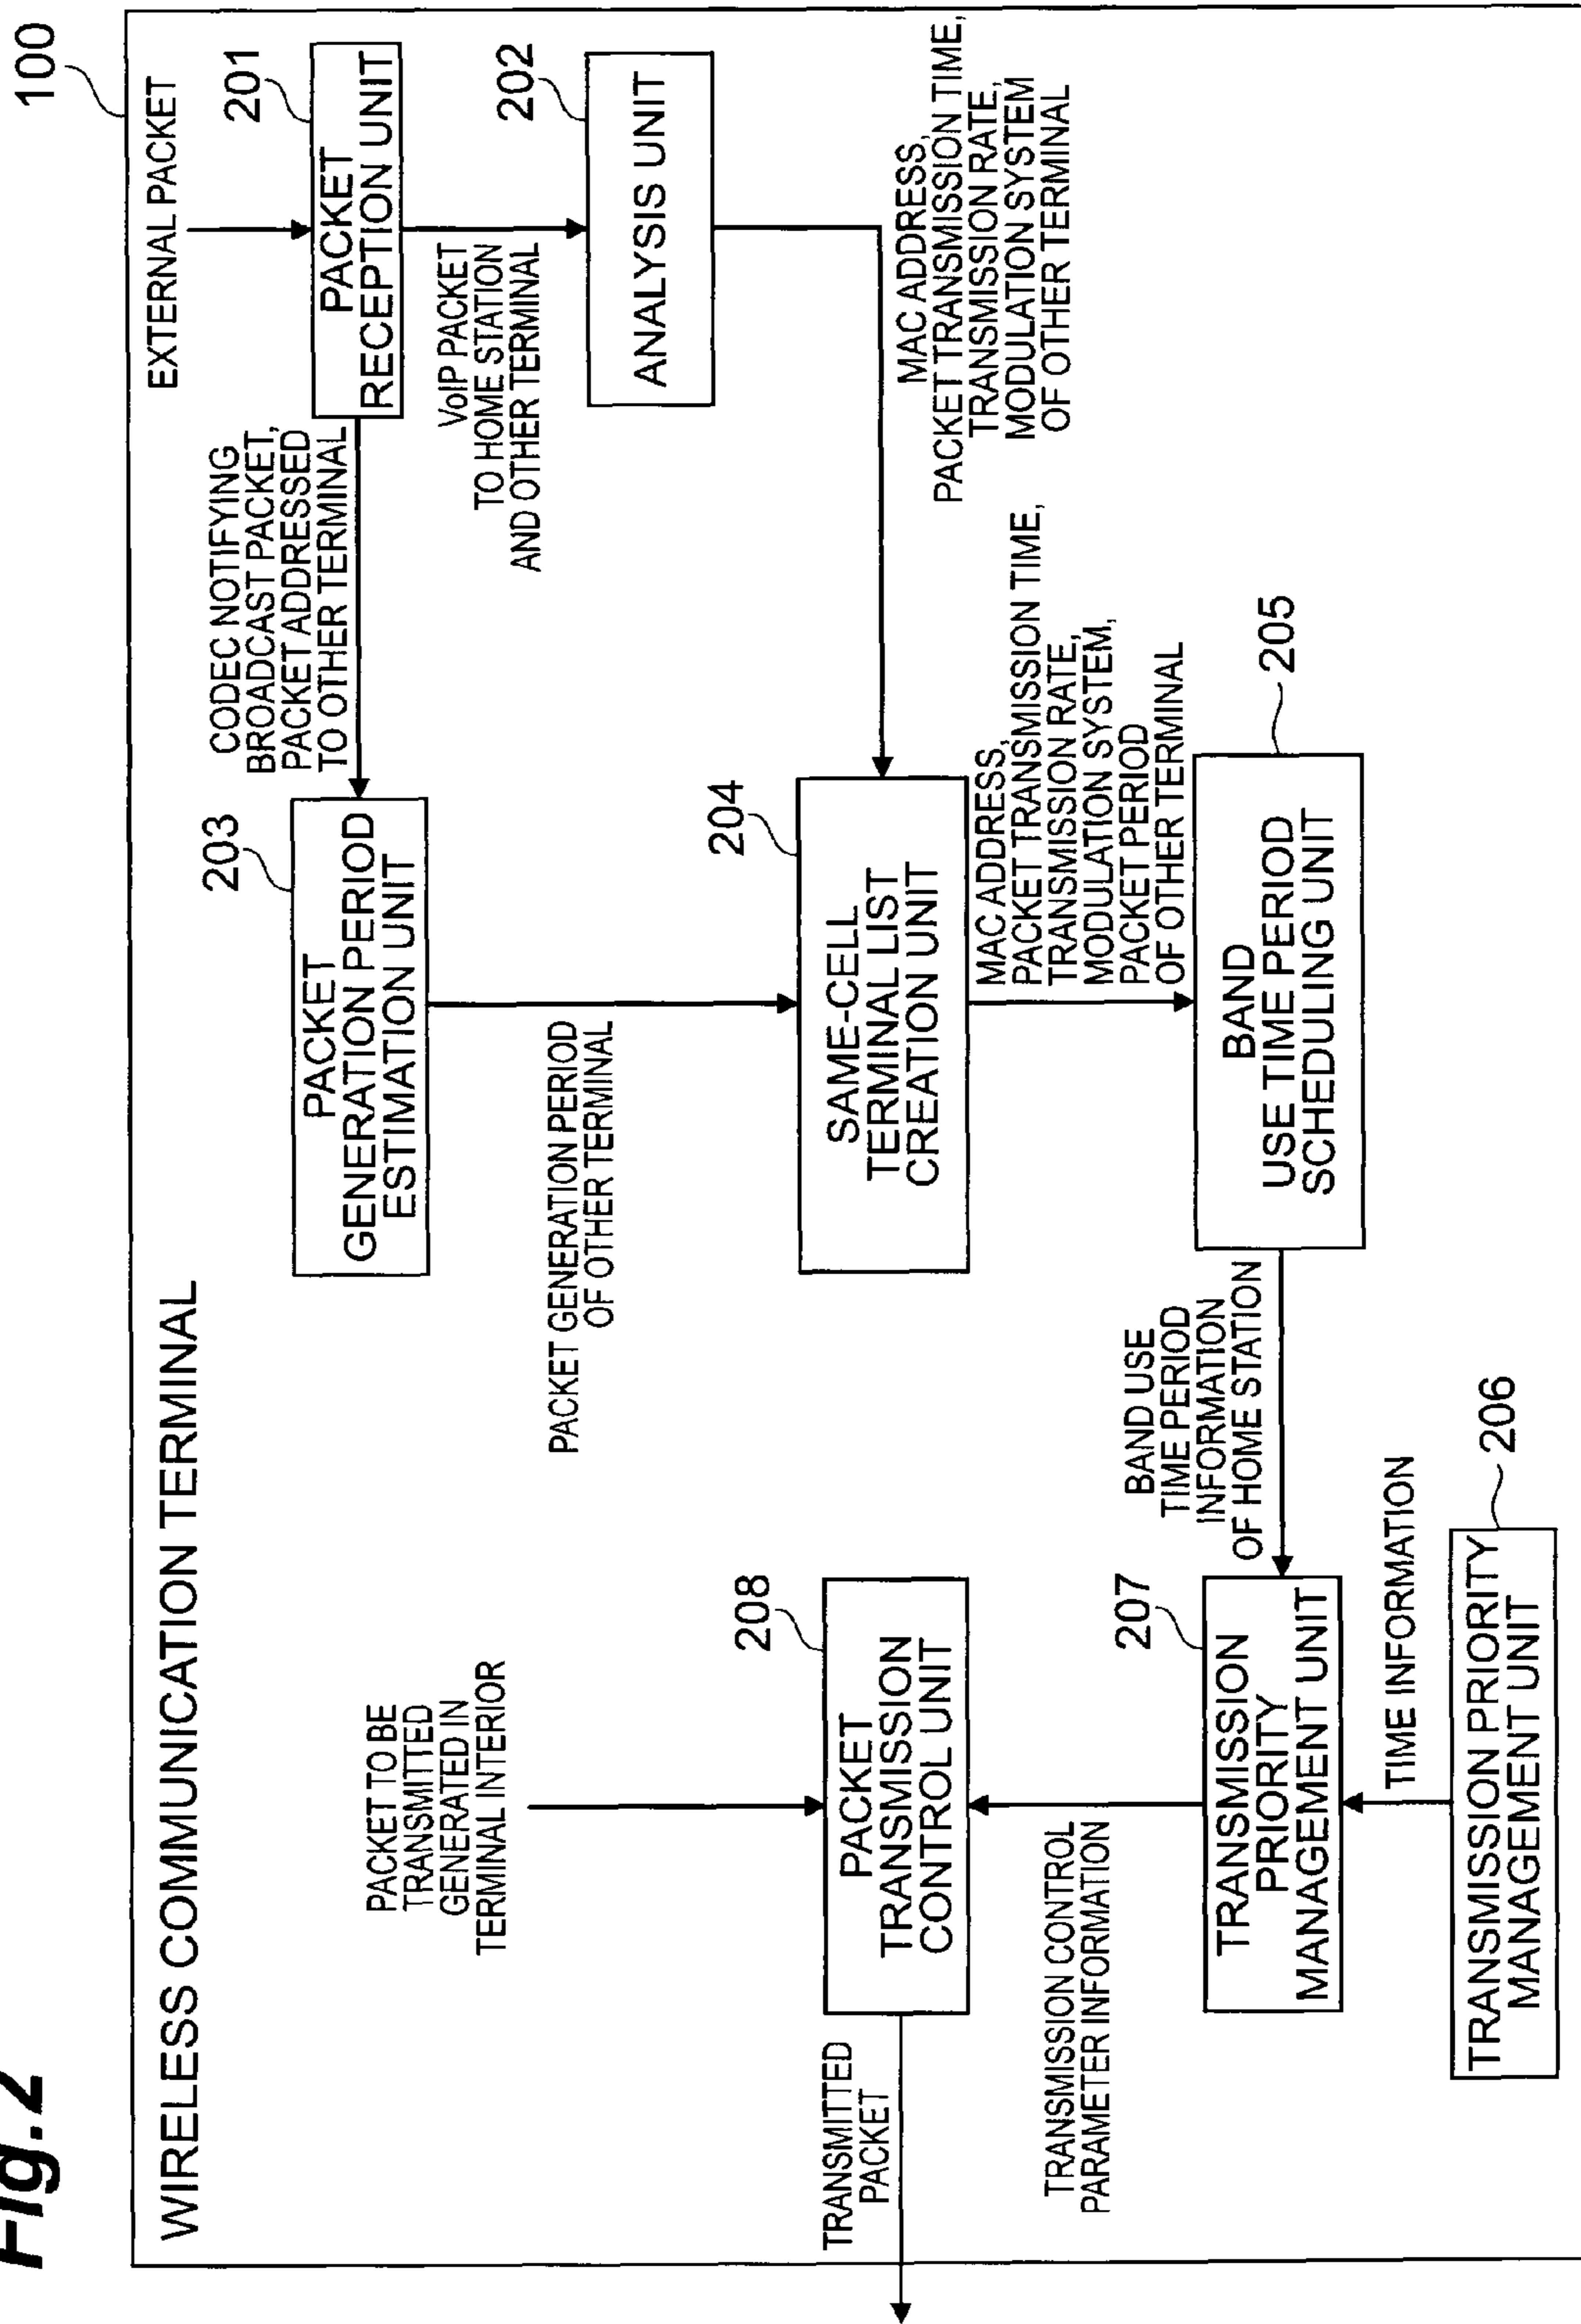 Fig.2
WIRELESS COMMUNICATION TERMINAL
100
EXTERNAL PACKET
201
PACKET
RECEPTION UNIT
CODEC NOTIFYING
BROADCAST PACKET,
PACKET ADDRESSED
TO OTHER TERMINAL
VoIP PACKET
TO HOME STATION
AND OTHER TERMINAL
202
ANALYSIS UNIT
203
PACKET
GENERATION PERIOD
ESTIMATION UNIT
PACKET GENERATION PERIOD
OF OTHER TERMINAL
MAC ADDRESS,
PACKET TRANSMISSION TIME,
TRANSMISSION RATE,
MODULATION SYSTEM
OF OTHER TERMINAL
204
SAME-CELL
TERMINAL LIST
CREATION UNIT
MAC ADDRESS,
PACKET TRANSMISSION TIME,
TRANSMISSION RATE,
MODULATION SYSTEM,
PACKET PERIOD
OF OTHER TERMINAL
205
BAND
USE TIME PERIOD
SCHEDULING UNIT
BAND USE
TIME PERIOD
INFORMATION
OF HOME STATION
206
TRANSMISSION PRIORITY
MANAGEMENT UNIT
TIME INFORMATION
207
TRANSMISSION
PRIORITY
MANAGEMENT UNIT
TRANSMISSION CONTROL
PARAMETER INFORMATION
PACKET TO BE
TRANSMITTED
GENERATED IN
TERMINAL INTERIOR
208
PACKET
TRANSMISSION
CONTROL UNIT
TRANSMITTED
PACKET